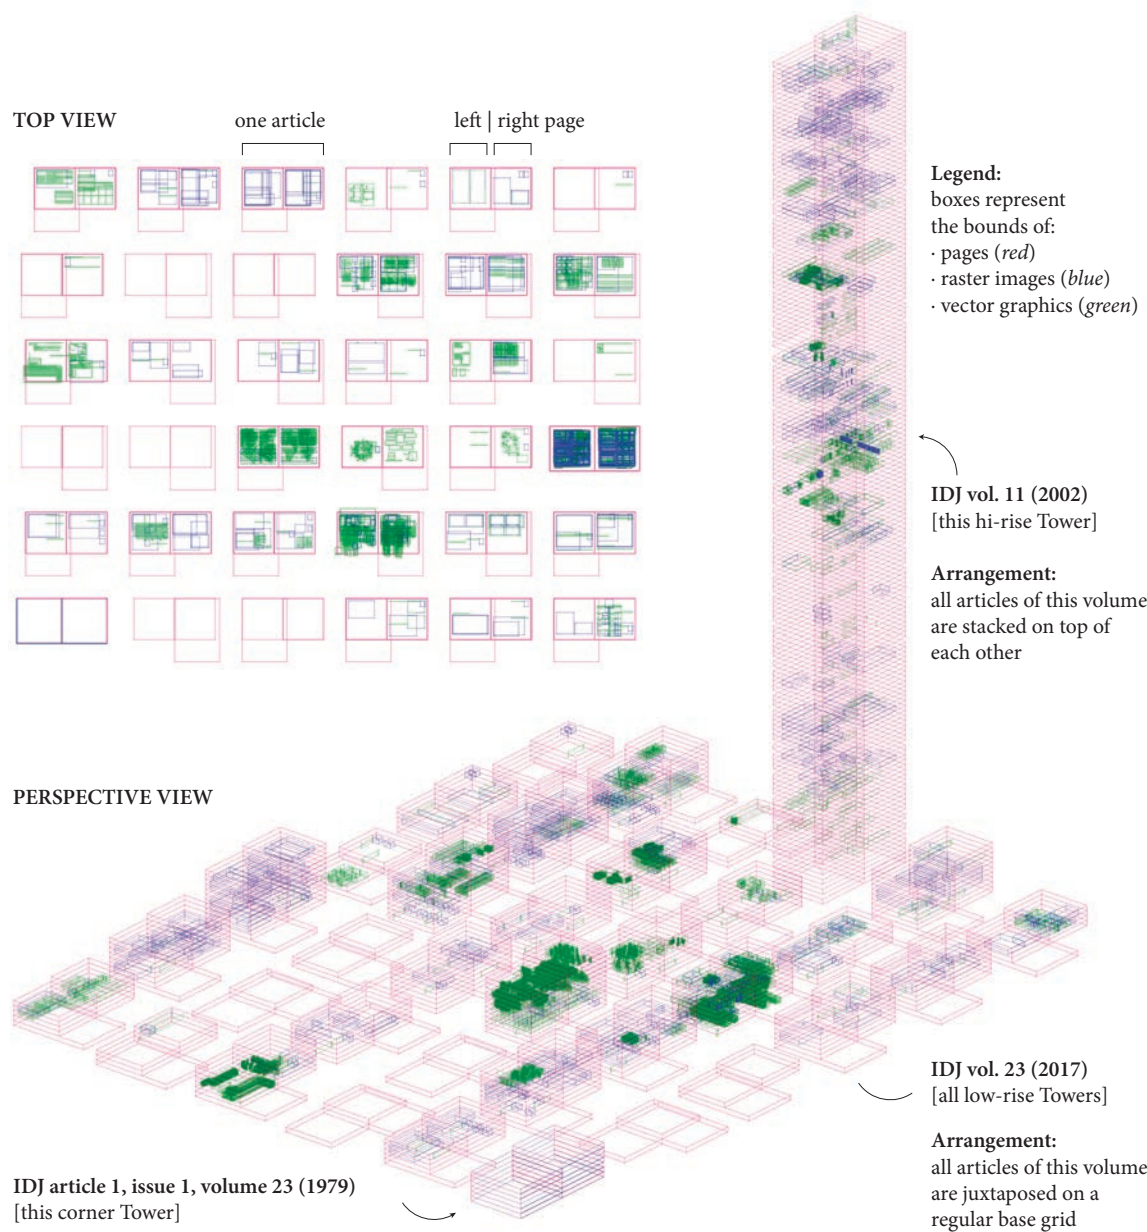 TOP VIEW
one article
left | right page
Legend:
boxes represent
the bounds of:
· pages (red)
· raster images (blue)
· vector graphics (green)
IDJ vol. 11 (2002)
[this hi-rise Tower]
Arrangement:
all articles of this volume
are stacked on top of
each other
PERSPECTIVE VIEW
IDJ vol. 23 (2017)
[all low-rise Towers]
Arrangement:
all articles of this volume
are juxtaposed on a
regular base grid
IDJ article 1, issue 1, volume 23 (1979)
[this corner Tower]